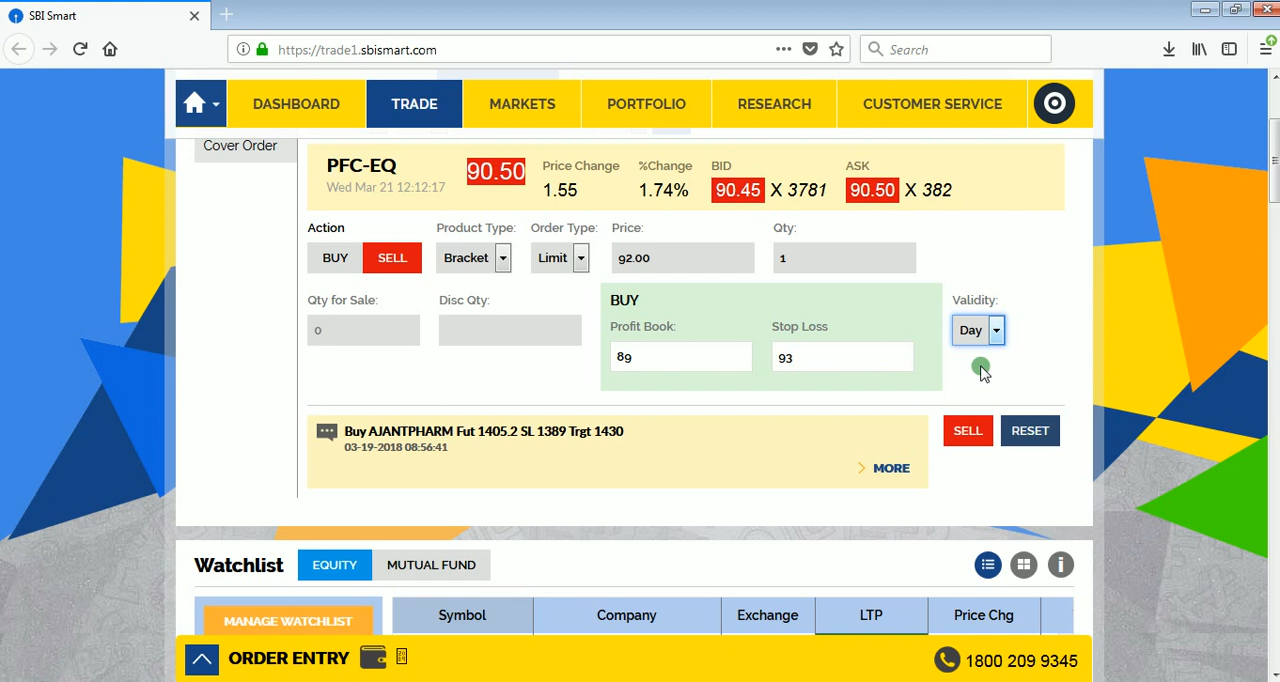 SBI Smart
https://trade1.sbismart.com
Search
DASHBOARD
TRADE
MARKETS
PORTFOLIO
RESEARCH
CUSTOMER SERVICE
Cover Order
PFC-EQ
Wed Mar 21 12:12:17
90.50
Price Change
1.55
%Change
1.74%
BID
90.45 X 3781
ASK
90.50 X 382
Action
BUY
SELL
Product Type:
Bracket
Order Type:
Limit
Price:
92.00
Qty:
1
Qty for Sale:
0
Disc Qty:
BUY
Profit Book:
89
Stop Loss
93
Validity:
Day
Buy AJANTPHARM Fut 1405.2 SL 1389 Trgt 1430
03-19-2018 08:56:41
MORE
SELL
RESET
Watchlist
EQUITY
MUTUAL FUND
MANAGE WATCHLIST
Symbol
Company
Exchange
LTP
Price Chg
ORDER ENTRY
1800 209 9345